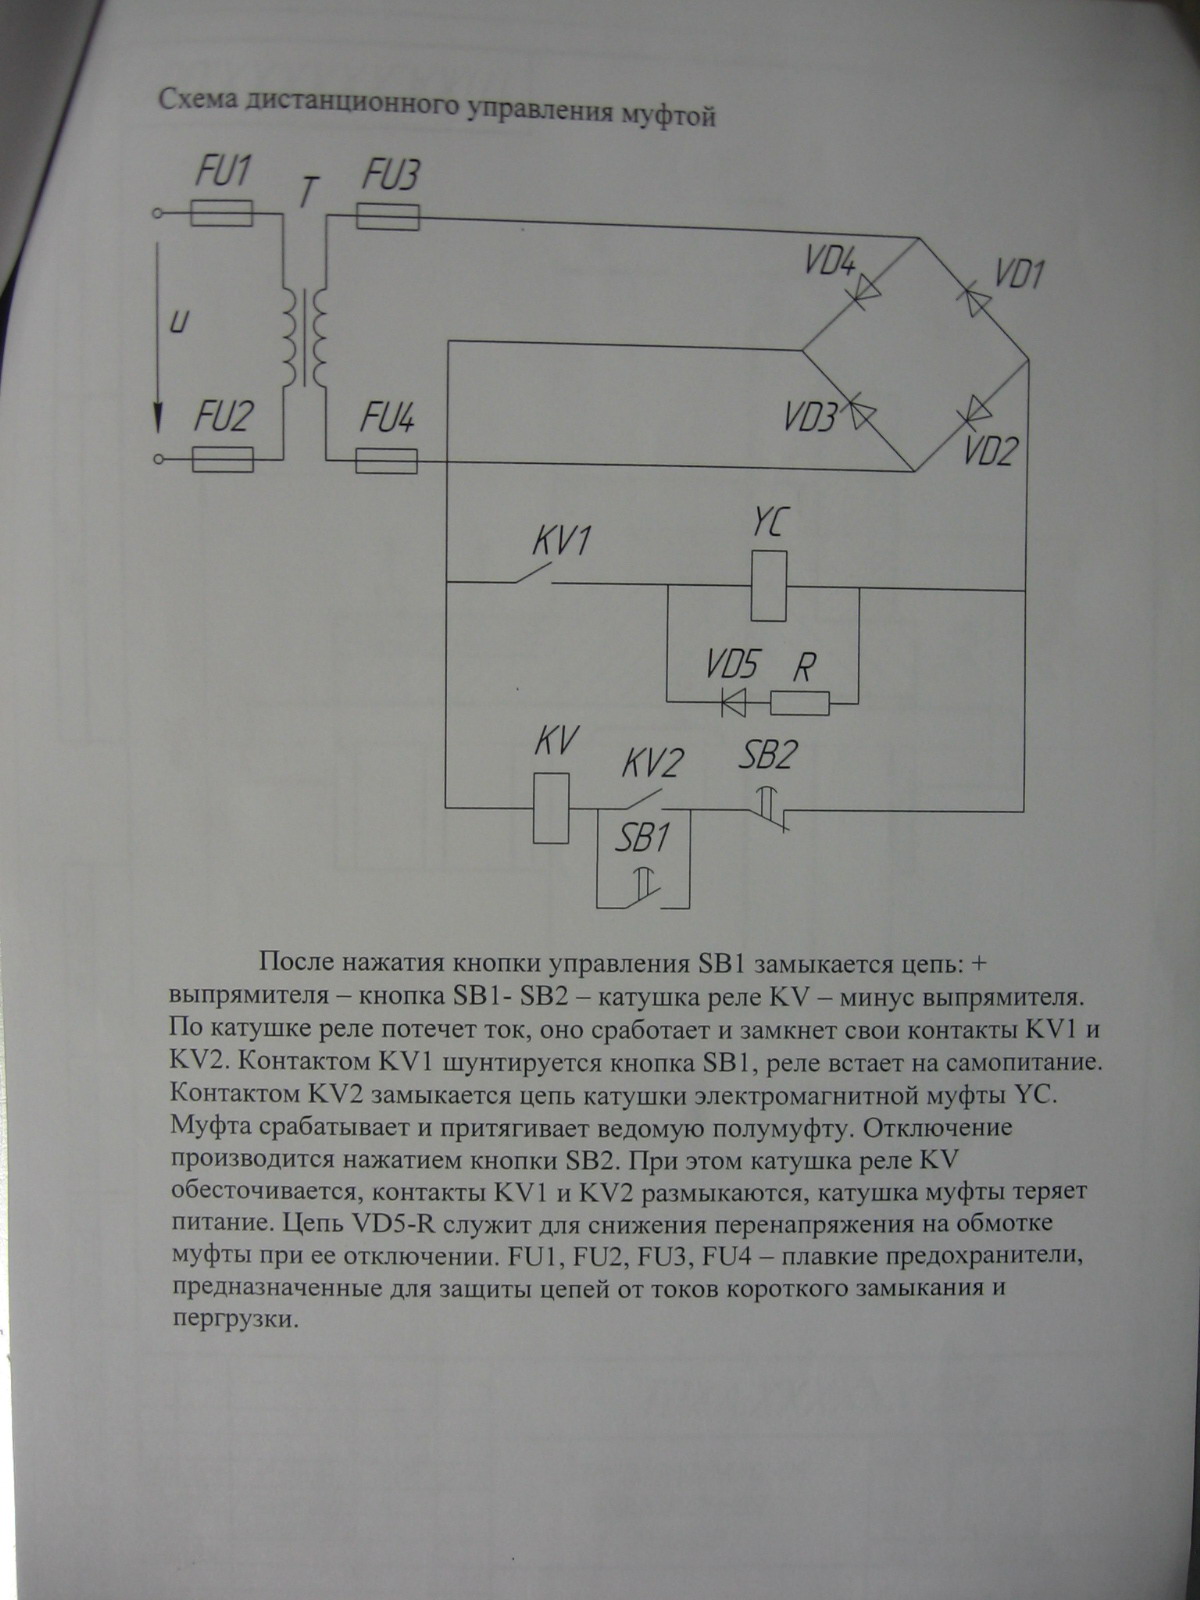 Схема дистанционного управления муфтой
FU1
T
FU3
VD4
VD1
u
FU2
FU4
VD3
VD2
KV1
YC
VD5
R
KV
KV2
SB2
SB1
После нажатия кнопки управления SB1 замыкается цепь: +
выпрямителя – кнопка SB1- SB2 – катушка реле KV – минус выпрямителя.
По катушке реле потечет ток, оно сработает и замкнет свои контакты KV1 и
KV2. Контактом KV1 шунтируется кнопка SB1, реле встает на самопитание.
Контактом KV2 замыкается цепь катушки электромагнитной муфты YC.
Муфта срабатывает и притягивает ведомую полумуфту. Отключение
производится нажатием кнопки SB2. При этом катушка реле KV
обесточивается, контакты KV1 и KV2 размыкаются, катушка муфты теряет
питание. Цепь VD5-R служит для снижения перенапряжения на обмотке
муфты при ее отключении. FU1, FU2, FU3, FU4 – плавкие предохранители,
предназначенные для защиты цепей от токов короткого замыкания и
пергрузки.